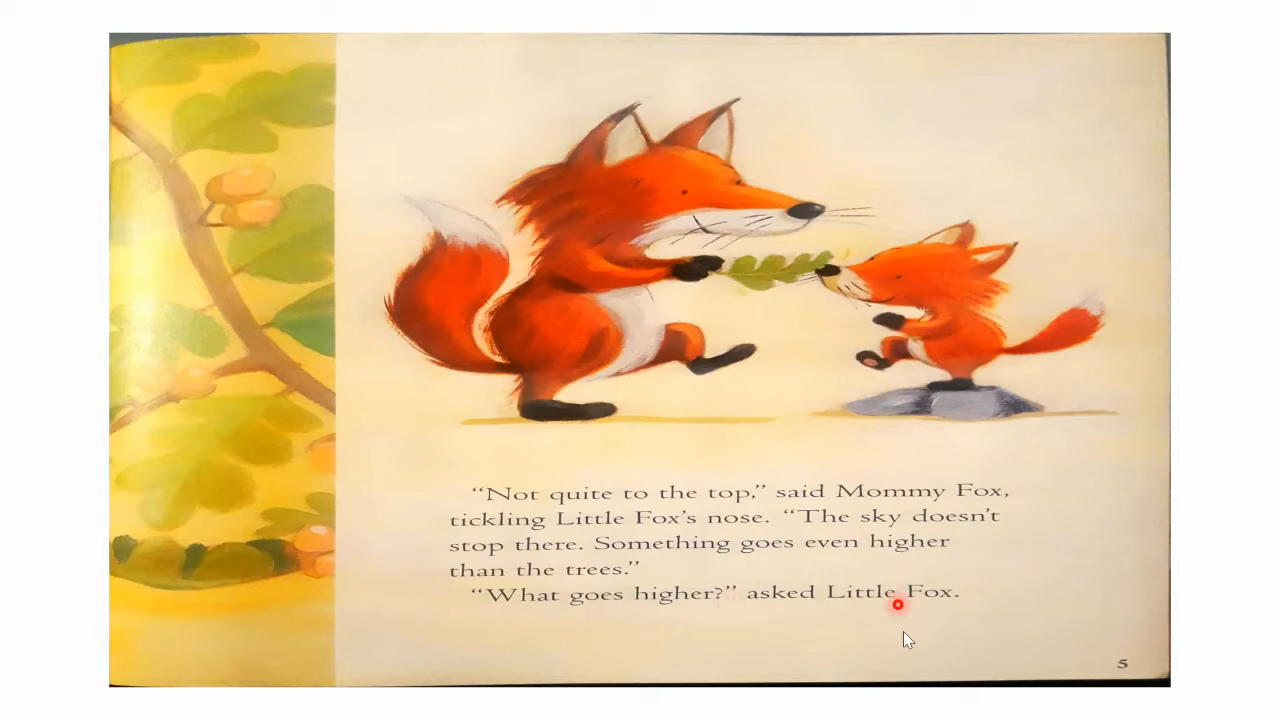 “Not quite to the top,” said Mommy Fox,
tickling Little Fox’s nose. “The sky doesn’t
stop there. Something goes even higher
than the trees.”
“What goes higher?” asked Little Fox.
5